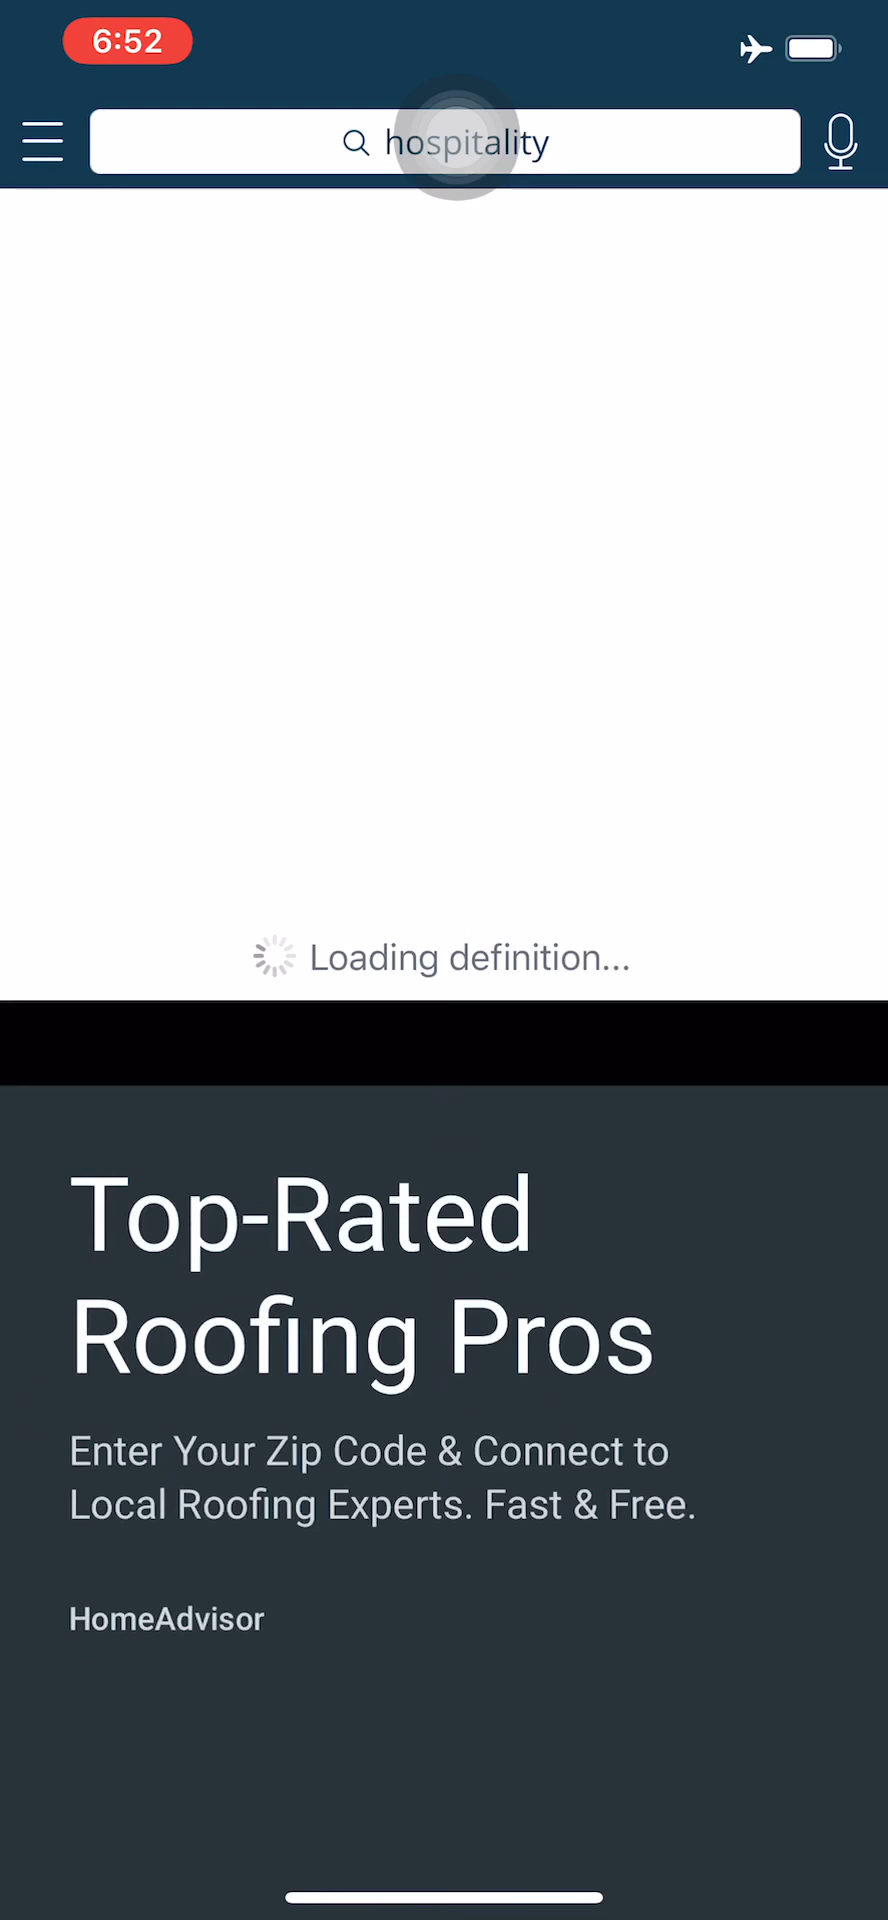 6:52
hospitality
Loading definition...
Top-Rated
Roofing Pros
Enter Your Zip Code & Connect to
Local Roofing Experts. Fast & Free.
HomeAdvisor